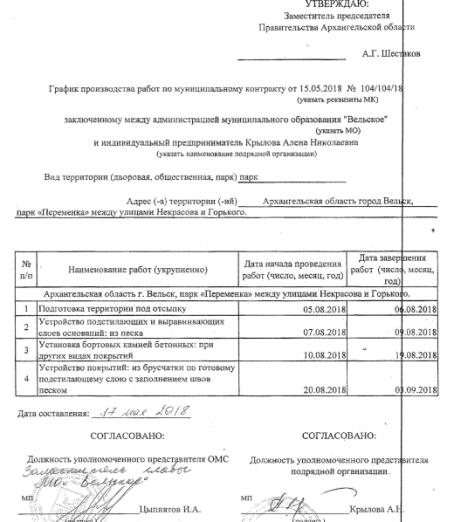 УТВЕРЖДАЮ:
Заместитель председателя
Правительства Архангельской области
А.Г. Шестаков
График производства работ по муниципальному контракту от 15.05.2018 № 104/104/18
(указать реквизиты МК)
заключенному между администрацией муниципального образования "Вельское"
(указать МО)
и индивидуальный предприниматель Крылова Алена Николаевна
(указать наименование подрядной организации)
Вид территории (дворовая, общественная, парк) парк
Адрес (-а) территории (-ий) Архангельская область город Вельск,
парк «Переменка» между улицами Некрасова и Горького.
№ п/п Наименование работ (укрупненно) Дата начала проведения работ (число, месяц, год) Дата завершения работ (число, месяц, год)
Архангельская область г. Вельск, парк «Переменка» между улицами Некрасова и Горького.
1 Подготовка территории под отсыпку 05.08.2018 06.08.2018
2 Устройство подстилающих и выравнивающих
слоев оснований: из песка 07.08.2018 09.08.2018
3 Установка бортовых камней бетонных: при
других видах покрытий 10.08.2018 19.08.2018
4 Устройство покрытий: из брусчатки по готовому
подстилающему слою с заполнением швов
песком 20.08.2018 03.09.2018
Дата составления: 17 мая 2018
СОГЛАСОВАНО: СОГЛАСОВАНО:
Должность уполномоченного представителя ОМС Должность уполномоченного представителя
подрядной организации.
Заместитель главы
МО "Вельское"
МП Цыпнятов И.А. МП Крылова А.Н.
(подпись) (подпись)